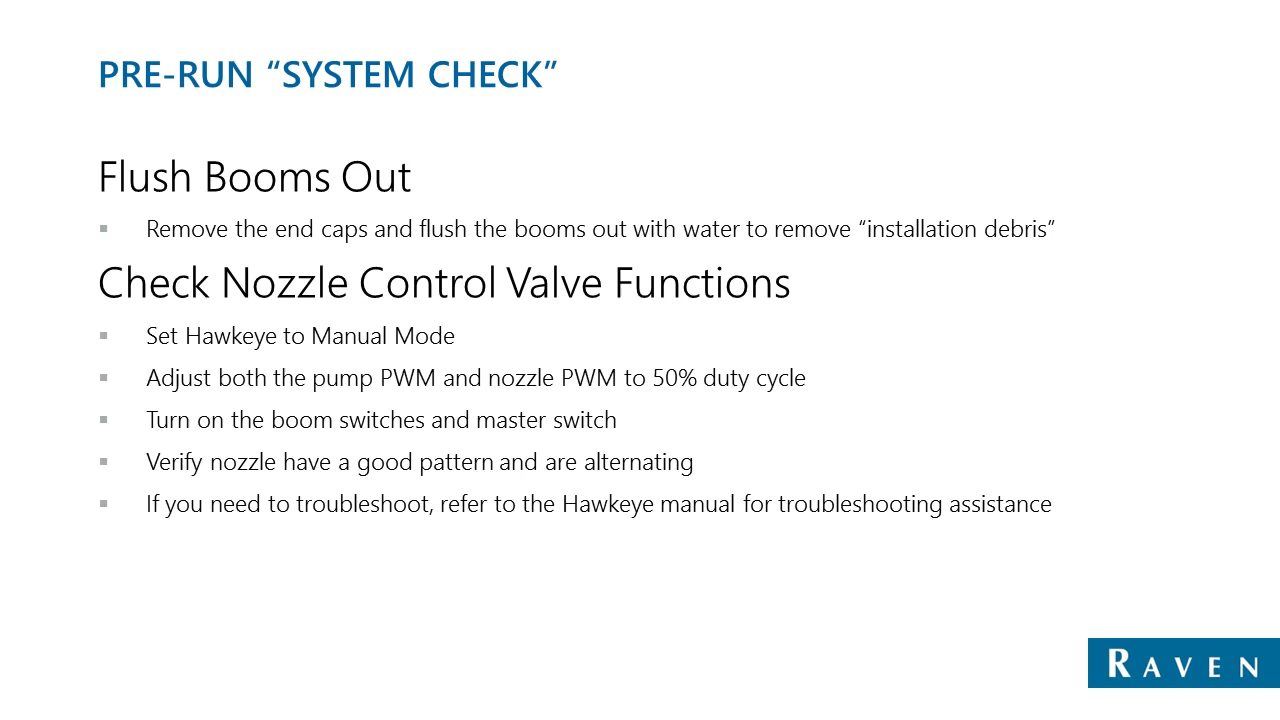 PRE-RUN “SYSTEM CHECK”
Flush Booms Out
▪ Remove the end caps and flush the booms out with water to remove “installation debris”
Check Nozzle Control Valve Functions
▪ Set Hawkeye to Manual Mode
▪ Adjust both the pump PWM and nozzle PWM to 50% duty cycle
▪ Turn on the boom switches and master switch
▪ Verify nozzle have a good pattern and are alternating
▪ If you need to troubleshoot, refer to the Hawkeye manual for troubleshooting assistance
RAVEN